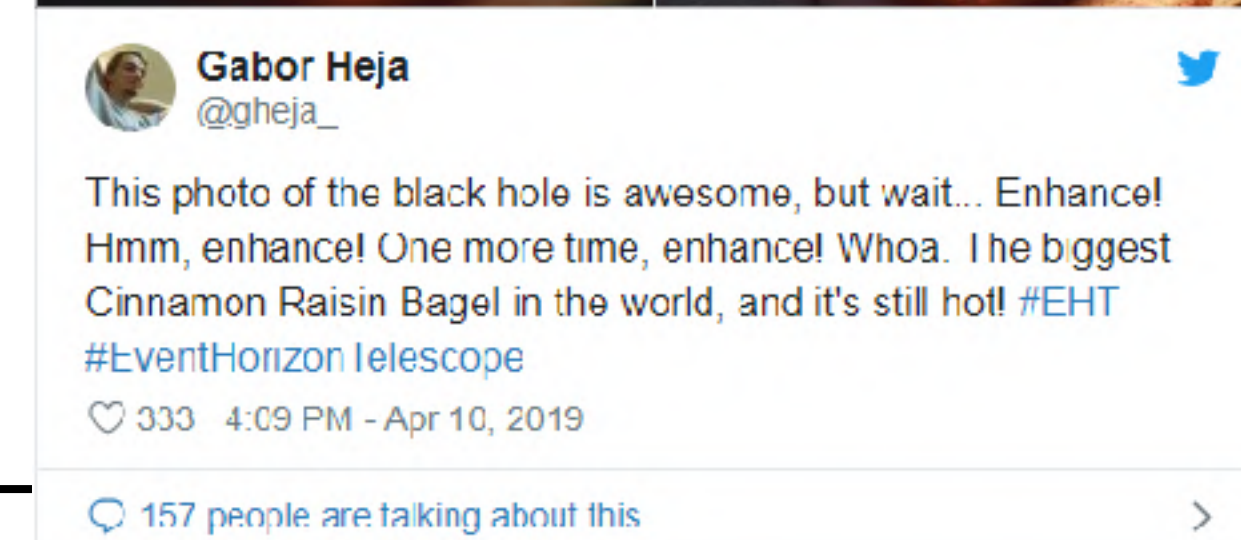 Gabor Heja
@gheja_
This photo of the black hole is awesome, but wait... Enhance!
Hmm, enhance! One more time, enhance! Whoa. The biggest
Cinnamon Raisin Bagel in the world, and it's still hot! #EHT
#EventHorizonTelescope
333 4:09 PM - Apr 10, 2019
157 people are talking about this